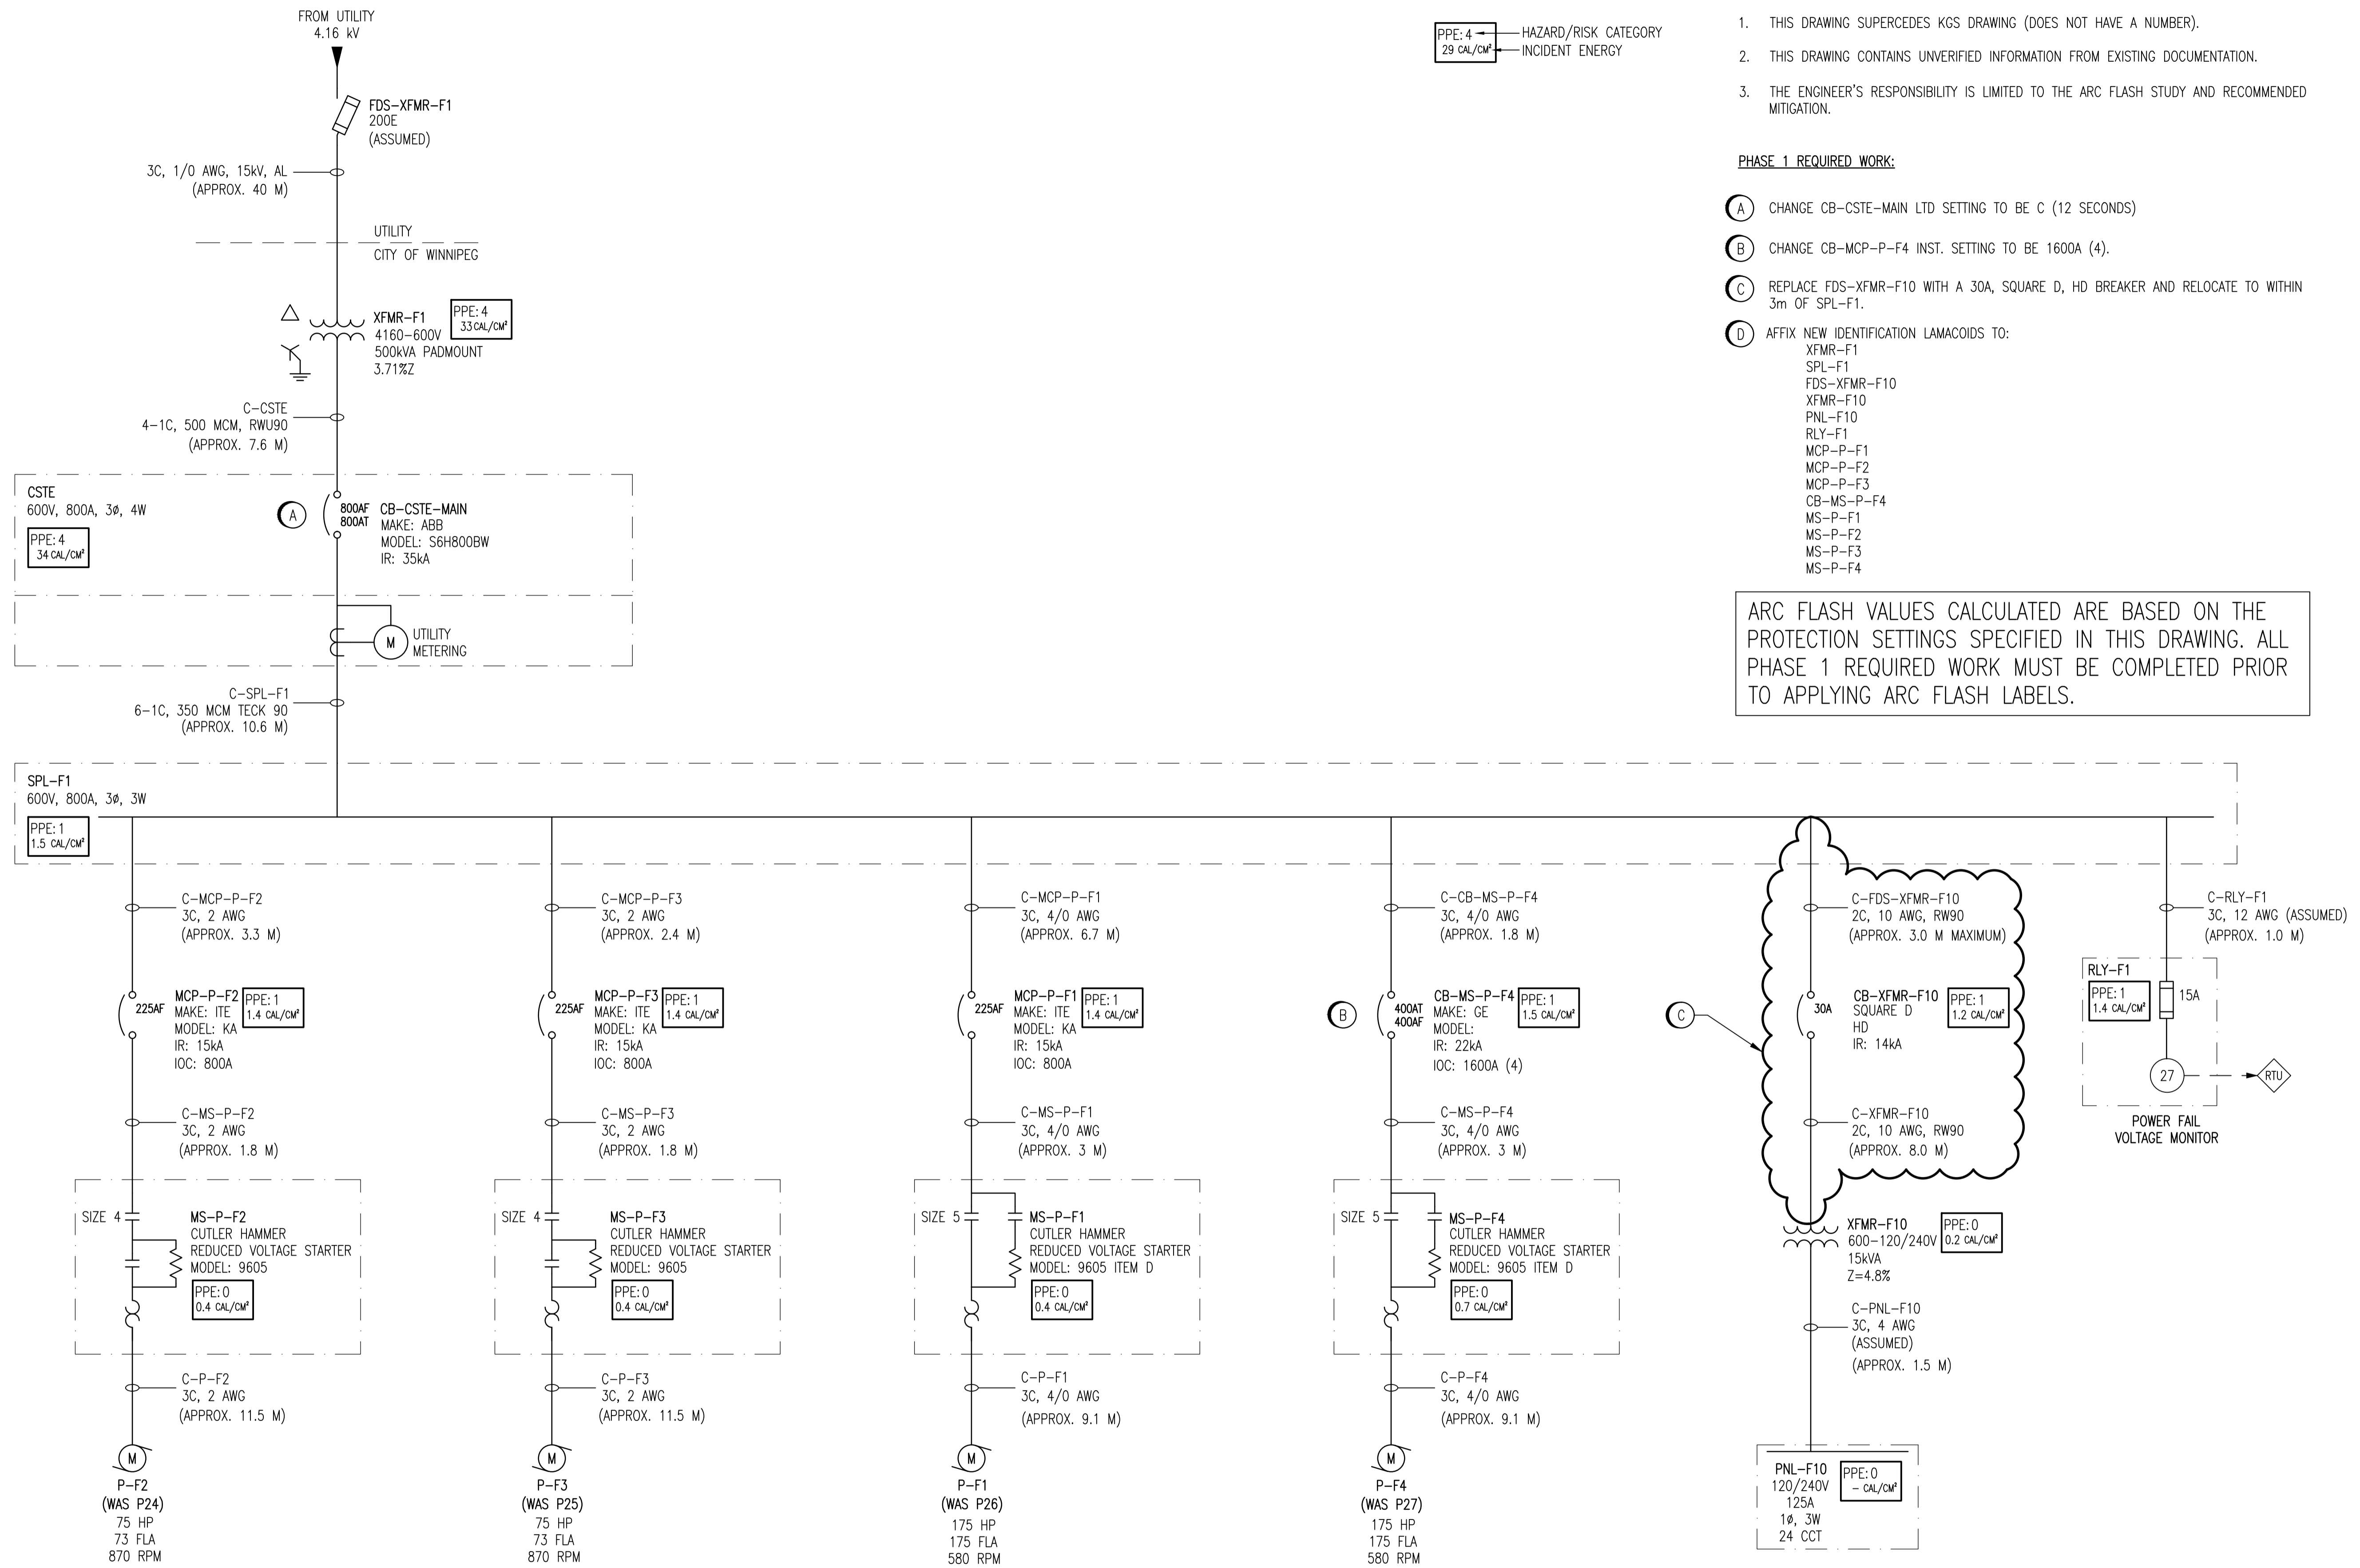 FROM UTILITY
4.16 kV
FDS-XFMR-F1
200E
(ASSUMED)
3C, 1/0 AWG, 15kV, AL
(APPROX. 40 M)
UTILITY
CITY OF WINNIPEG
XFMR-F1
4160-600V
500kVA PADMOUNT
3.71%Z
PPE: 4
33 CAL/CM²
C-CSTE
4-1C, 500 MCM, RWU90
(APPROX. 7.6 M)
CSTE
600V, 800A, 3ø, 4W
PPE: 4
34 CAL/CM²
A
800AF
800AT
CB-CSTE-MAIN
MAKE: ABB
MODEL: S6H800BW
IR: 35kA
M
UTILITY
METERING
C-SPL-F1
6-1C, 350 MCM TECK 90
(APPROX. 10.6 M)
PPE: 4
29 CAL/CM²
HAZARD/RISK CATEGORY
INCIDENT ENERGY
1. THIS DRAWING SUPERCEDES KGS DRAWING (DOES NOT HAVE A NUMBER).
2. THIS DRAWING CONTAINS UNVERIFIED INFORMATION FROM EXISTING DOCUMENTATION.
3. THE ENGINEER'S RESPONSIBILITY IS LIMITED TO THE ARC FLASH STUDY AND RECOMMENDED
MITIGATION.
PHASE 1 REQUIRED WORK:
A CHANGE CB-CSTE-MAIN LTD SETTING TO BE C (12 SECONDS)
B CHANGE CB-MCP-P-F4 INST. SETTING TO BE 1600A (4).
C REPLACE FDS-XFMR-F10 WITH A 30A, SQUARE D, HD BREAKER AND RELOCATE TO WITHIN
3m OF SPL-F1.
D AFFIX NEW IDENTIFICATION LAMACOIDS TO:
XFMR-F1
SPL-F1
FDS-XFMR-F10
XFMR-F10
PNL-F10
RLY-F1
MCP-P-F1
MCP-P-F2
MCP-P-F3
CB-MS-P-F4
MS-P-F1
MS-P-F2
MS-P-F3
MS-P-F4
ARC FLASH VALUES CALCULATED ARE BASED ON THE
PROTECTION SETTINGS SPECIFIED IN THIS DRAWING. ALL
PHASE 1 REQUIRED WORK MUST BE COMPLETED PRIOR
TO APPLYING ARC FLASH LABELS.
SPL-F1
600V, 800A, 3ø, 3W
PPE: 1
1.5 CAL/CM²
C-MCP-P-F2
3C, 2 AWG
(APPROX. 3.3 M)
225AF
MCP-P-F2
MAKE: ITE
MODEL: KA
IR: 15kA
IOC: 800A
PPE: 1
1.4 CAL/CM²
C-MS-P-F2
3C, 2 AWG
(APPROX. 1.8 M)
SIZE 4
MS-P-F2
CUTLER HAMMER
REDUCED VOLTAGE STARTER
MODEL: 9605
PPE: 0
0.4 CAL/CM²
C-P-F2
3C, 2 AWG
(APPROX. 11.5 M)
M
P-F2
(WAS P24)
75 HP
73 FLA
870 RPM
C-MCP-P-F3
3C, 2 AWG
(APPROX. 2.4 M)
225AF
MCP-P-F3
MAKE: ITE
MODEL: KA
IR: 15kA
IOC: 800A
PPE: 1
1.4 CAL/CM²
C-MS-P-F3
3C, 2 AWG
(APPROX. 1.8 M)
SIZE 4
MS-P-F3
CUTLER HAMMER
REDUCED VOLTAGE STARTER
MODEL: 9605
PPE: 0
0.4 CAL/CM²
C-P-F3
3C, 2 AWG
(APPROX. 11.5 M)
M
P-F3
(WAS P25)
75 HP
73 FLA
870 RPM
C-MCP-P-F1
3C, 4/0 AWG
(APPROX. 6.7 M)
225AF
MCP-P-F1
MAKE: ITE
MODEL: KA
IR: 15kA
IOC: 800A
PPE: 1
1.4 CAL/CM²
C-MS-P-F1
3C, 4/0 AWG
(APPROX. 3 M)
SIZE 5
MS-P-F1
CUTLER HAMMER
REDUCED VOLTAGE STARTER
MODEL: 9605 ITEM D
PPE: 0
0.4 CAL/CM²
C-P-F1
3C, 4/0 AWG
(APPROX. 9.1 M)
M
P-F1
(WAS P26)
175 HP
175 FLA
580 RPM
C-CB-MS-P-F4
3C, 4/0 AWG
(APPROX. 1.8 M)
B
400AT
400AF
CB-MS-P-F4
MAKE: GE
MODEL:
IR: 22kA
IOC: 1600A (4)
PPE: 1
1.5 CAL/CM²
C-MS-P-F4
3C, 4/0 AWG
(APPROX. 3 M)
SIZE 5
MS-P-F4
CUTLER HAMMER
REDUCED VOLTAGE STARTER
MODEL: 9605 ITEM D
PPE: 0
0.7 CAL/CM²
C-P-F4
3C, 4/0 AWG
(APPROX. 9.1 M)
M
P-F4
(WAS P27)
175 HP
175 FLA
580 RPM
C-FDS-XFMR-F10
2C, 10 AWG, RW90
(APPROX. 3.0 M MAXIMUM)
C
30A
CB-XFMR-F10
SQUARE D
HD
IR: 14kA
PPE: 1
1.2 CAL/CM²
C-XFMR-F10
2C, 10 AWG, RW90
(APPROX. 8.0 M)
XFMR-F10
600-120/240V
15kVA
Z=4.8%
PPE: 0
0.2 CAL/CM²
C-PNL-F10
3C, 4 AWG
(ASSUMED)
(APPROX. 1.5 M)
PNL-F10
120/240V
125A
1ø, 3W
24 CCT
PPE: 0
- CAL/CM²
C-RLY-F1
3C, 12 AWG (ASSUMED)
(APPROX. 1.0 M)
RLY-F1
PPE: 1
1.4 CAL/CM²
15A
27
RTU
POWER FAIL
VOLTAGE MONITOR